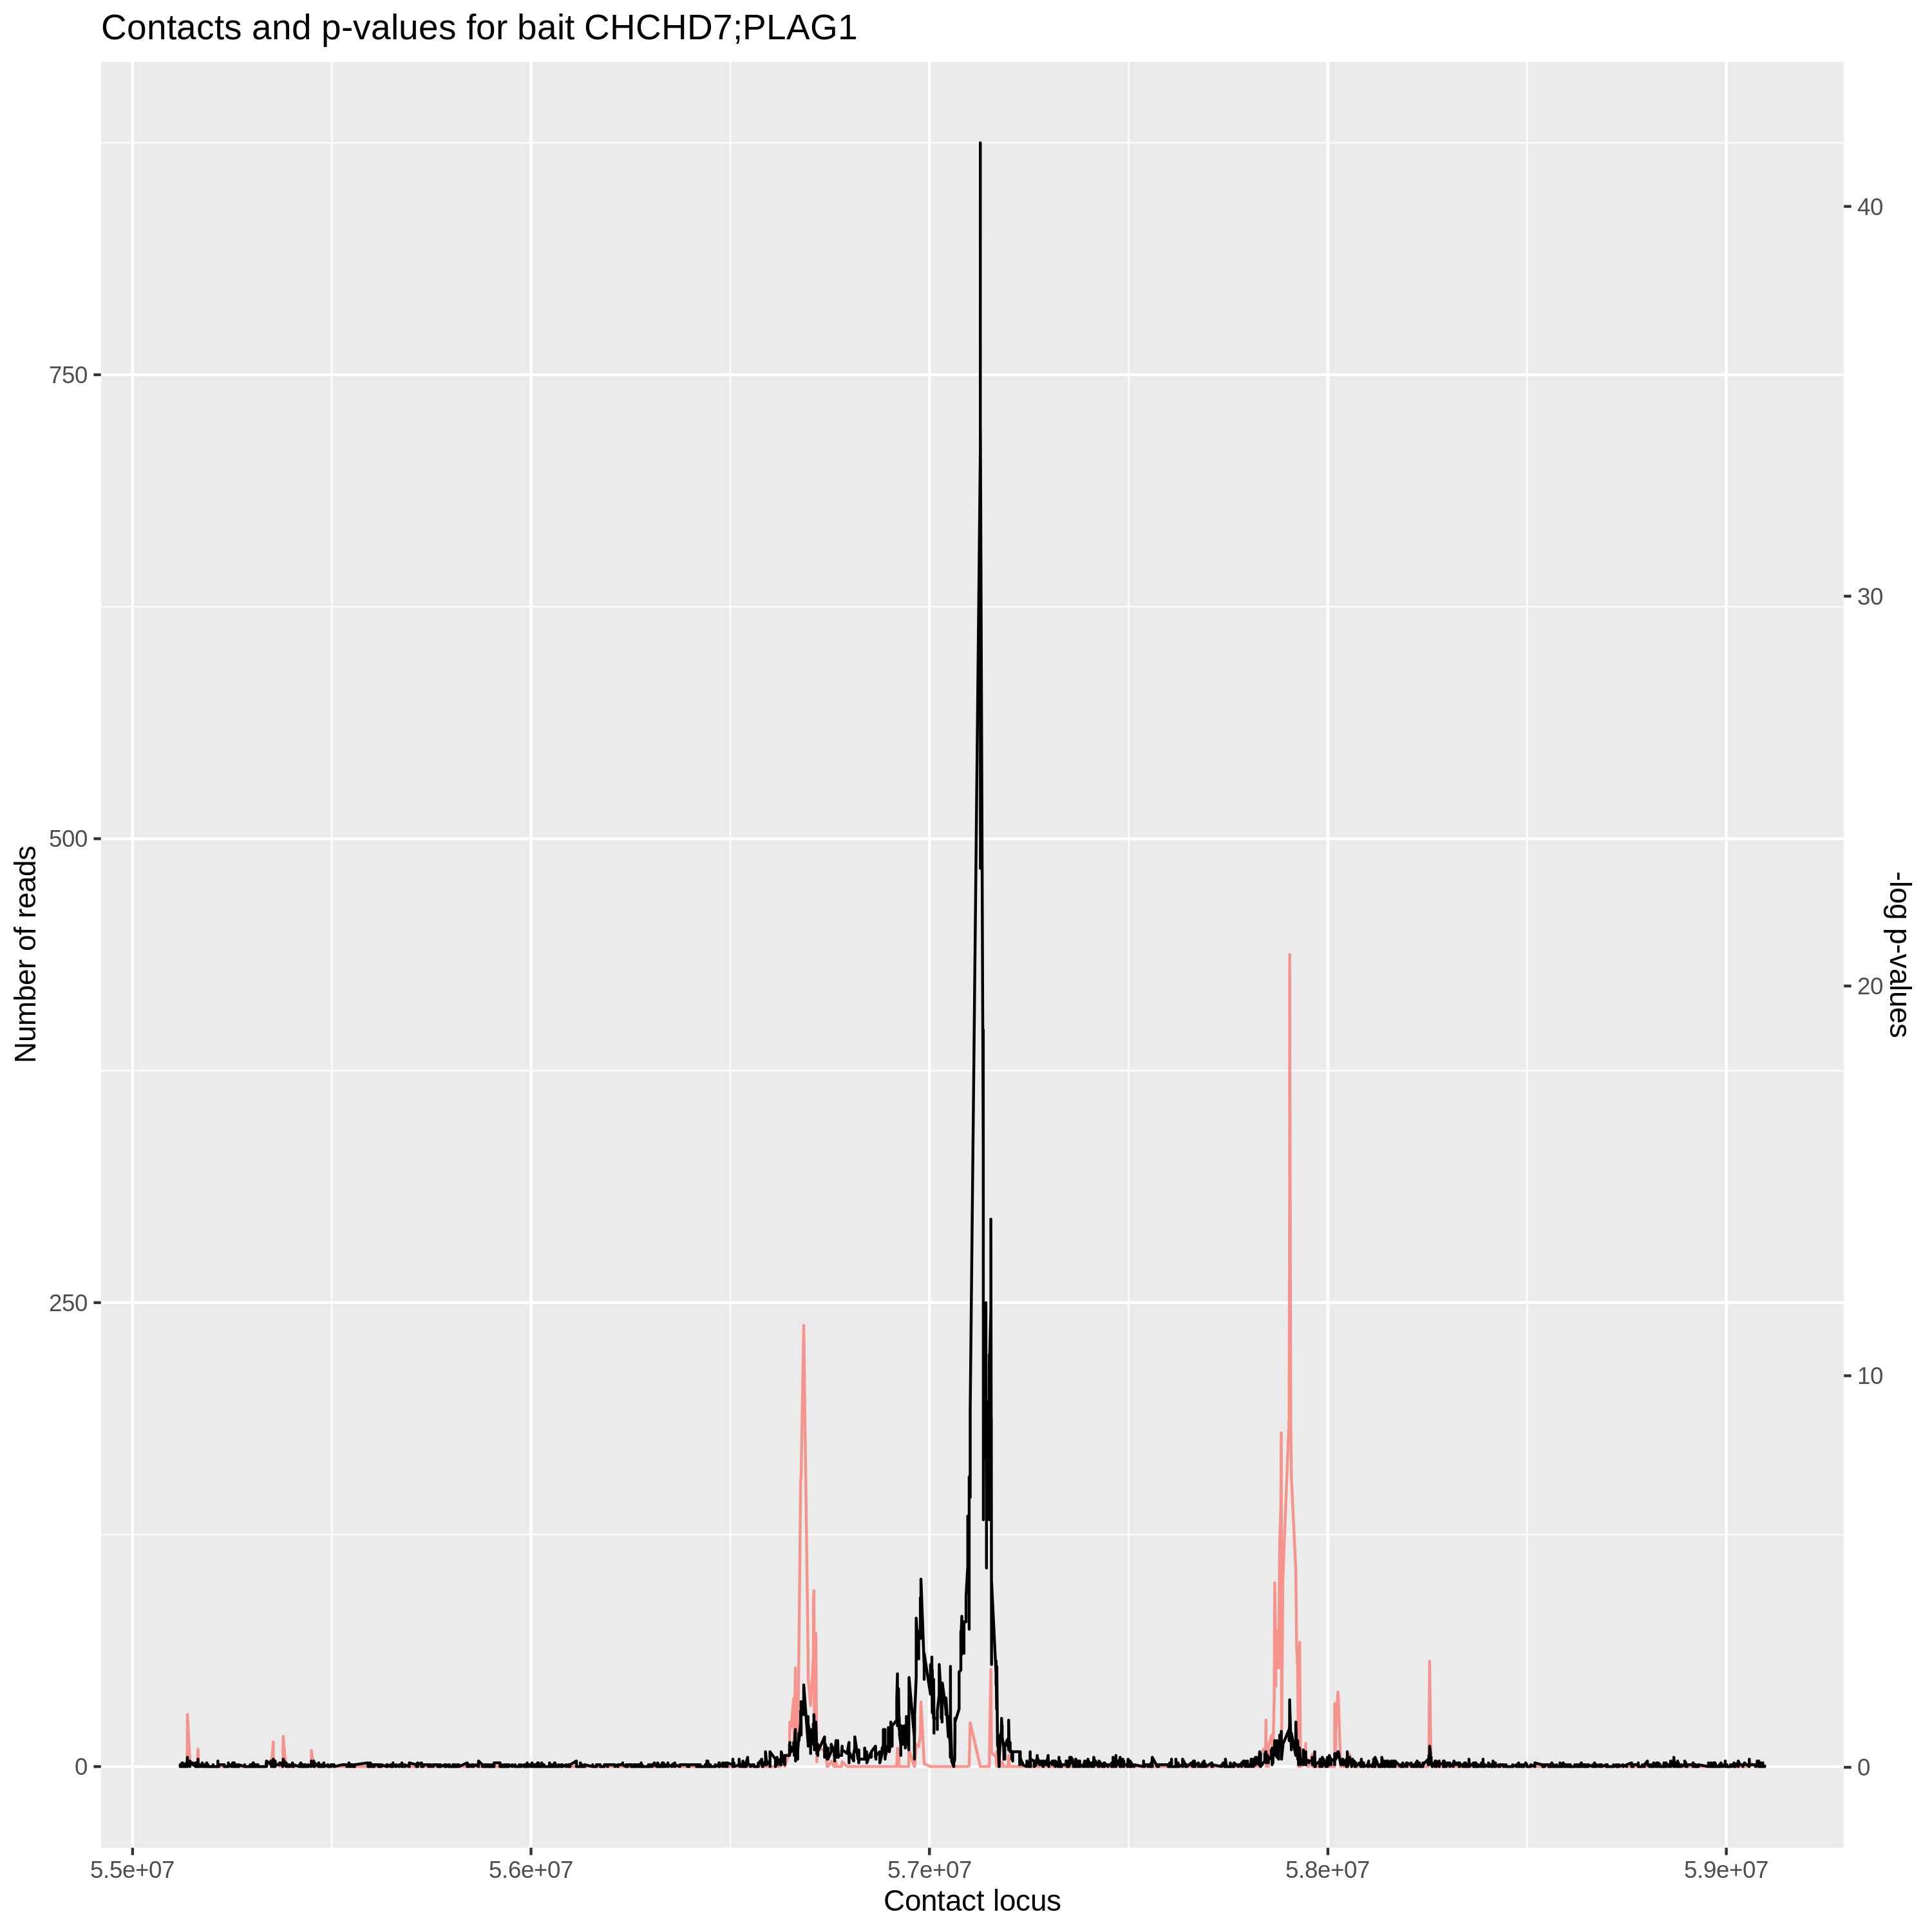 Contacts and p-values for bait CHCHD7;PLAG1
750
500
250
0
Number of reads
40
30
20
10
0
-log p-values
5.5e+07
5.6e+07
5.7e+07
5.8e+07
5.9e+07
Contact locus